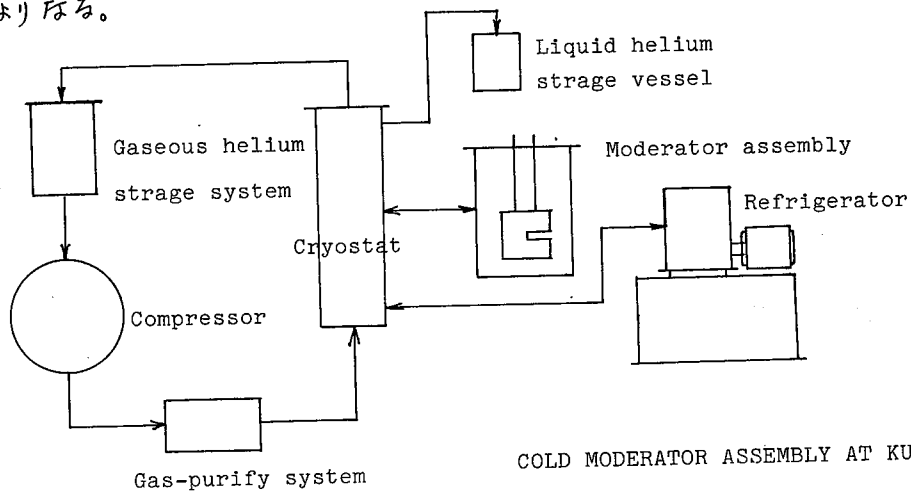 よりなる。
Liquid helium
strage vessel
Gaseous helium
strage system
Moderator assembly
Refrigerator
Cryostat
Compressor
Gas-purify system
COLD MODERATOR ASSEMBLY AT KU